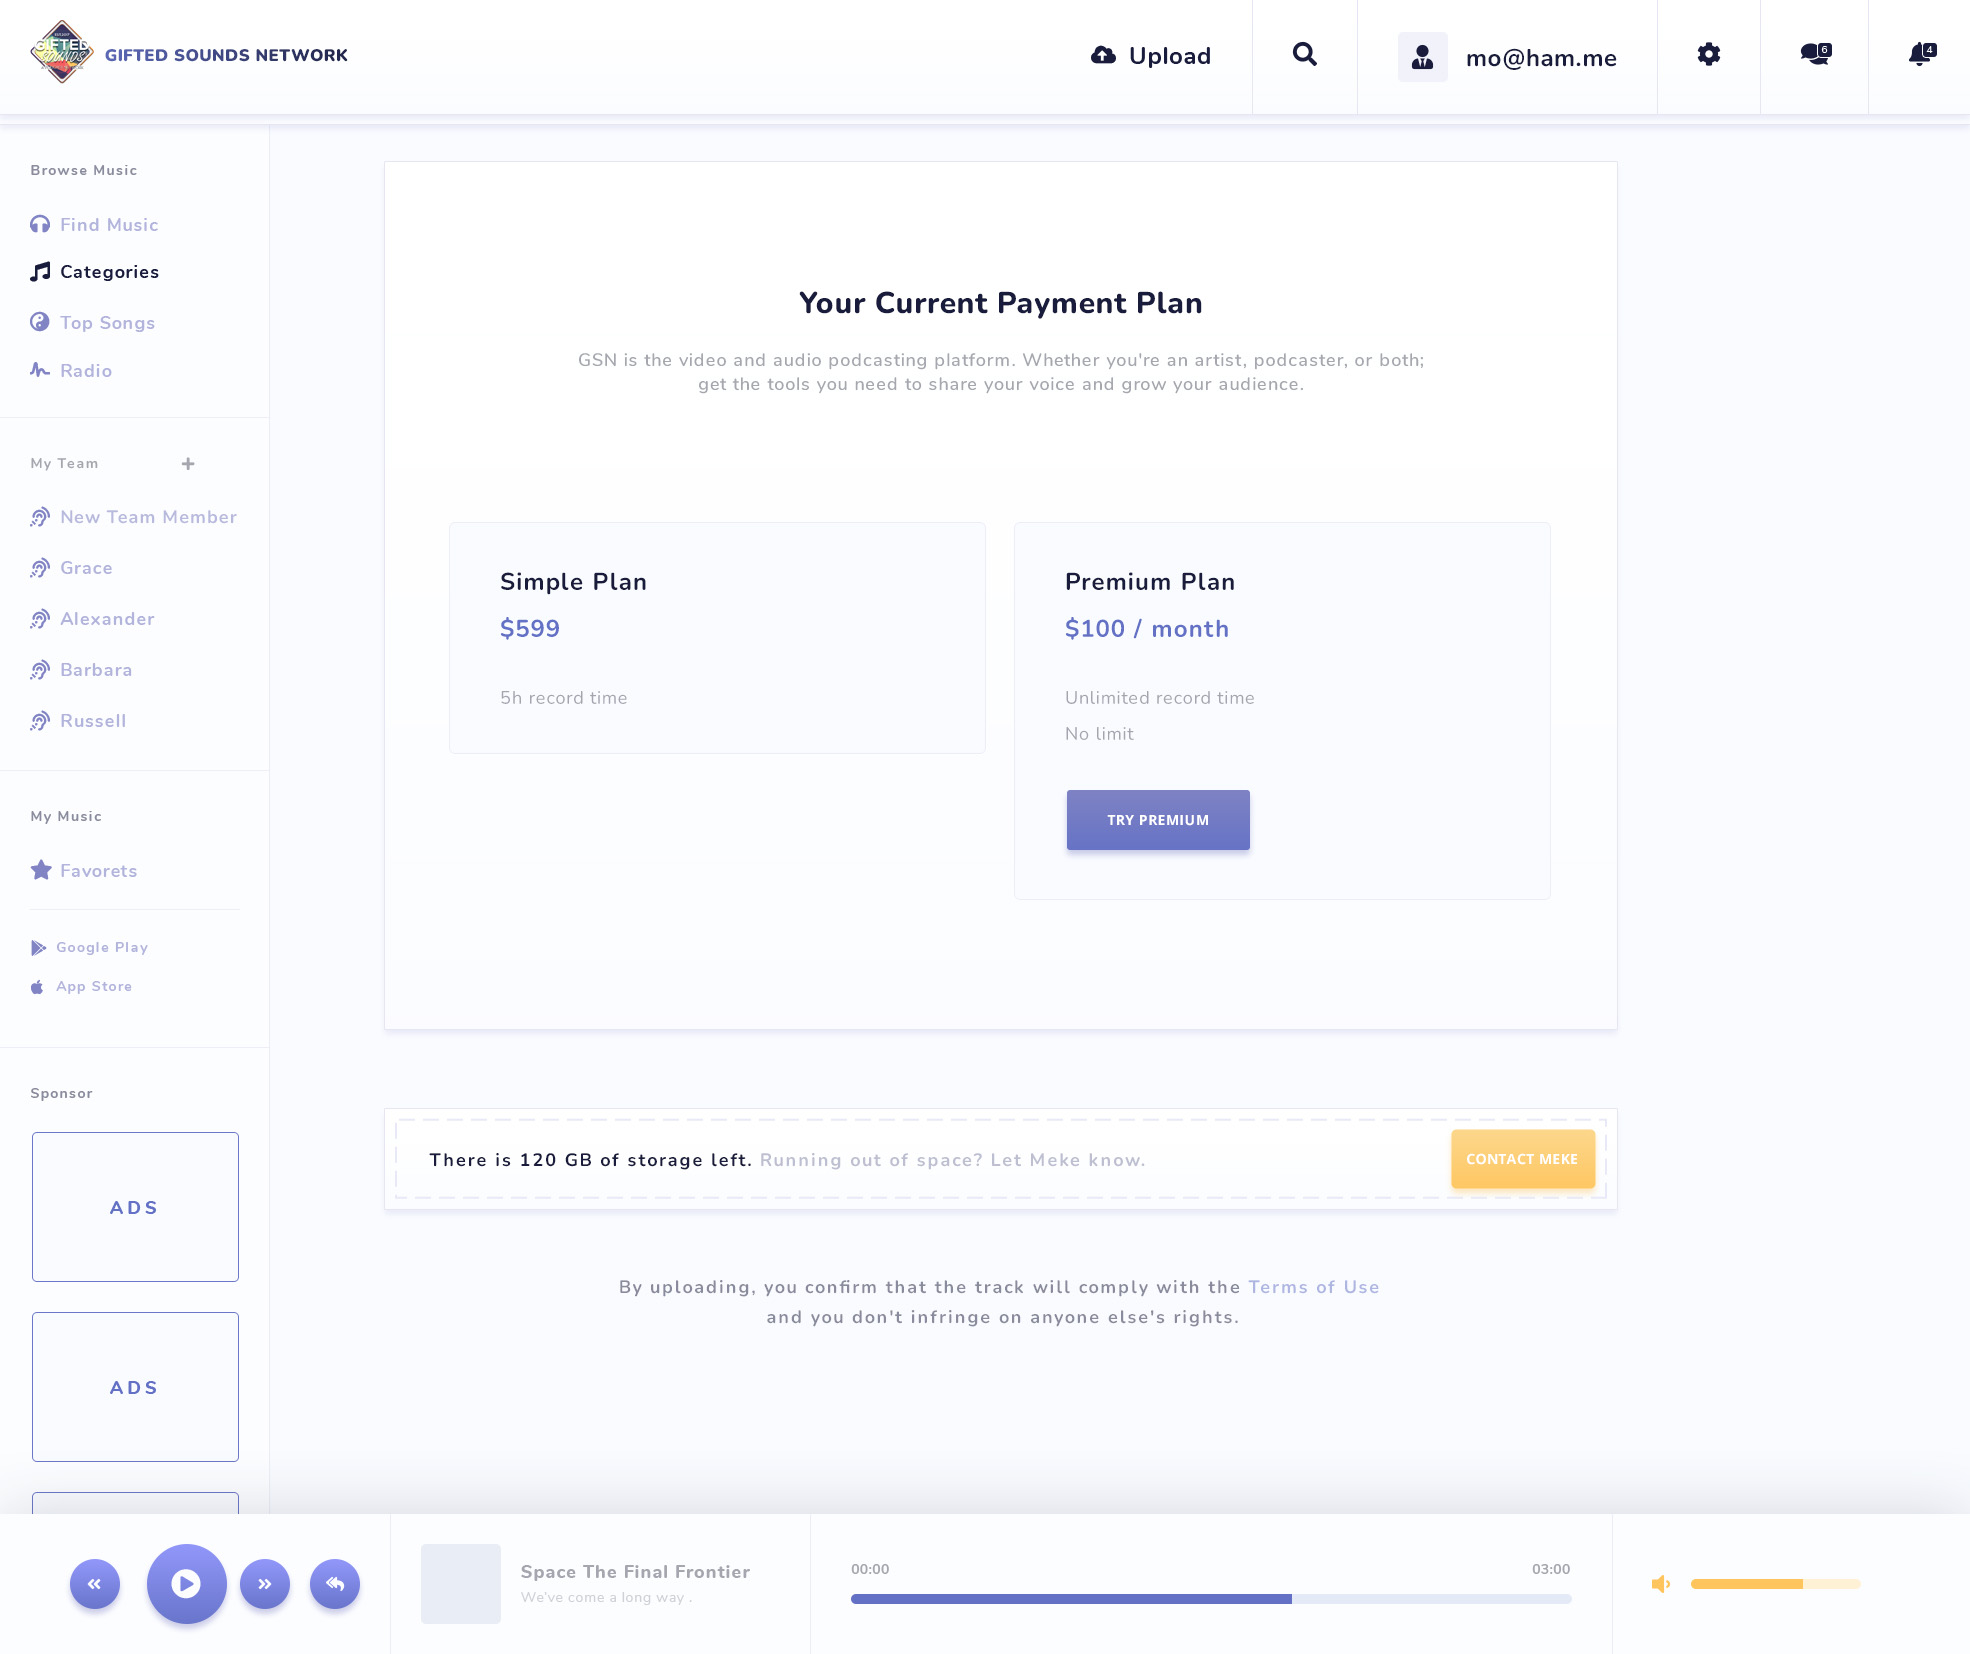 GIFTED
SOUNDS
GIFTED SOUNDS NETWORK
Upload
mo@ham.me
6
4
Browse Music
Find Music
Categories
Top Songs
Radio
My Team
New Team Member
Grace
Alexander
Barbara
Russell
My Music
Favorets
Google Play
App Store
Sponsor
ADS
ADS
Your Current Payment Plan
GSN is the video and audio podcasting platform. Whether you're an artist, podcaster, or both;
get the tools you need to share your voice and grow your audience.
Simple Plan
$599
5h record time
Premium Plan
$100 / month
Unlimited record time
No limit
TRY PREMIUM
There is 120 GB of storage left. Running out of space? Let Meke know.
CONTACT MEKE
By uploading, you confirm that the track will comply with the Terms of Use
and you don't infringe on anyone else's rights.
Space The Final Frontier
We've come a long way .
00:00
03:00